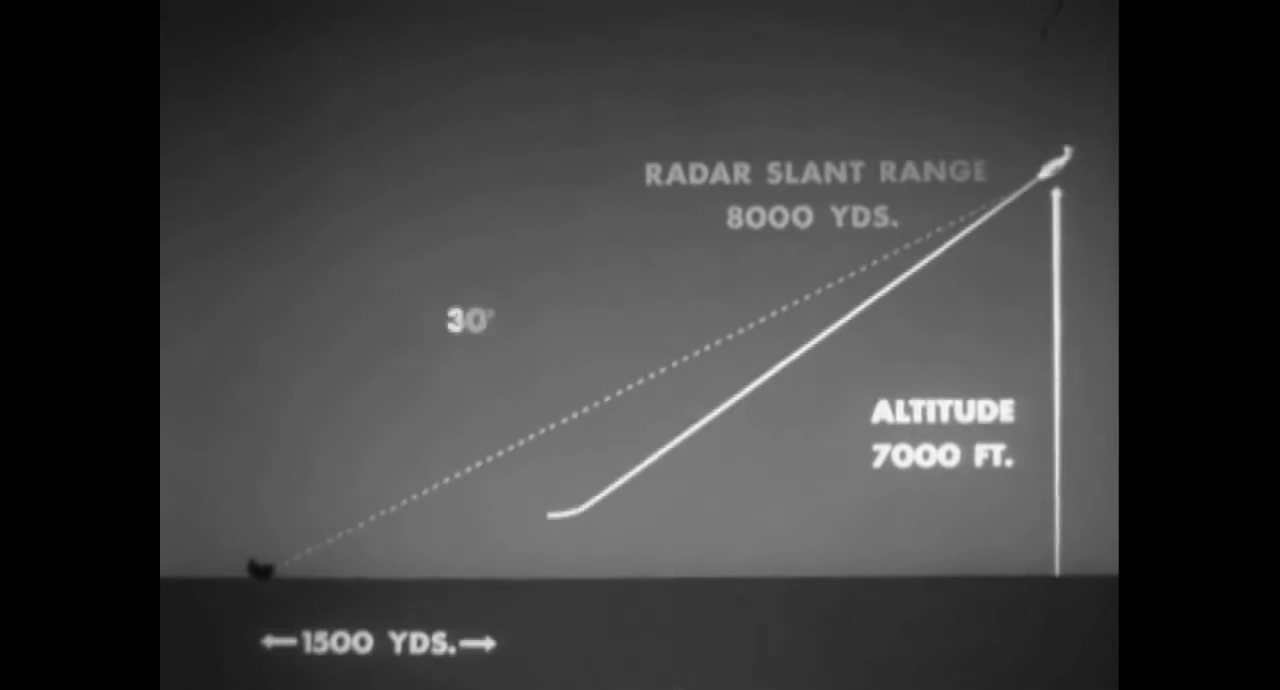 RADAR SLANT RANGE
8000 YDS.
30°
ALTITUDE
7000 FT.
←1500 YDS.→